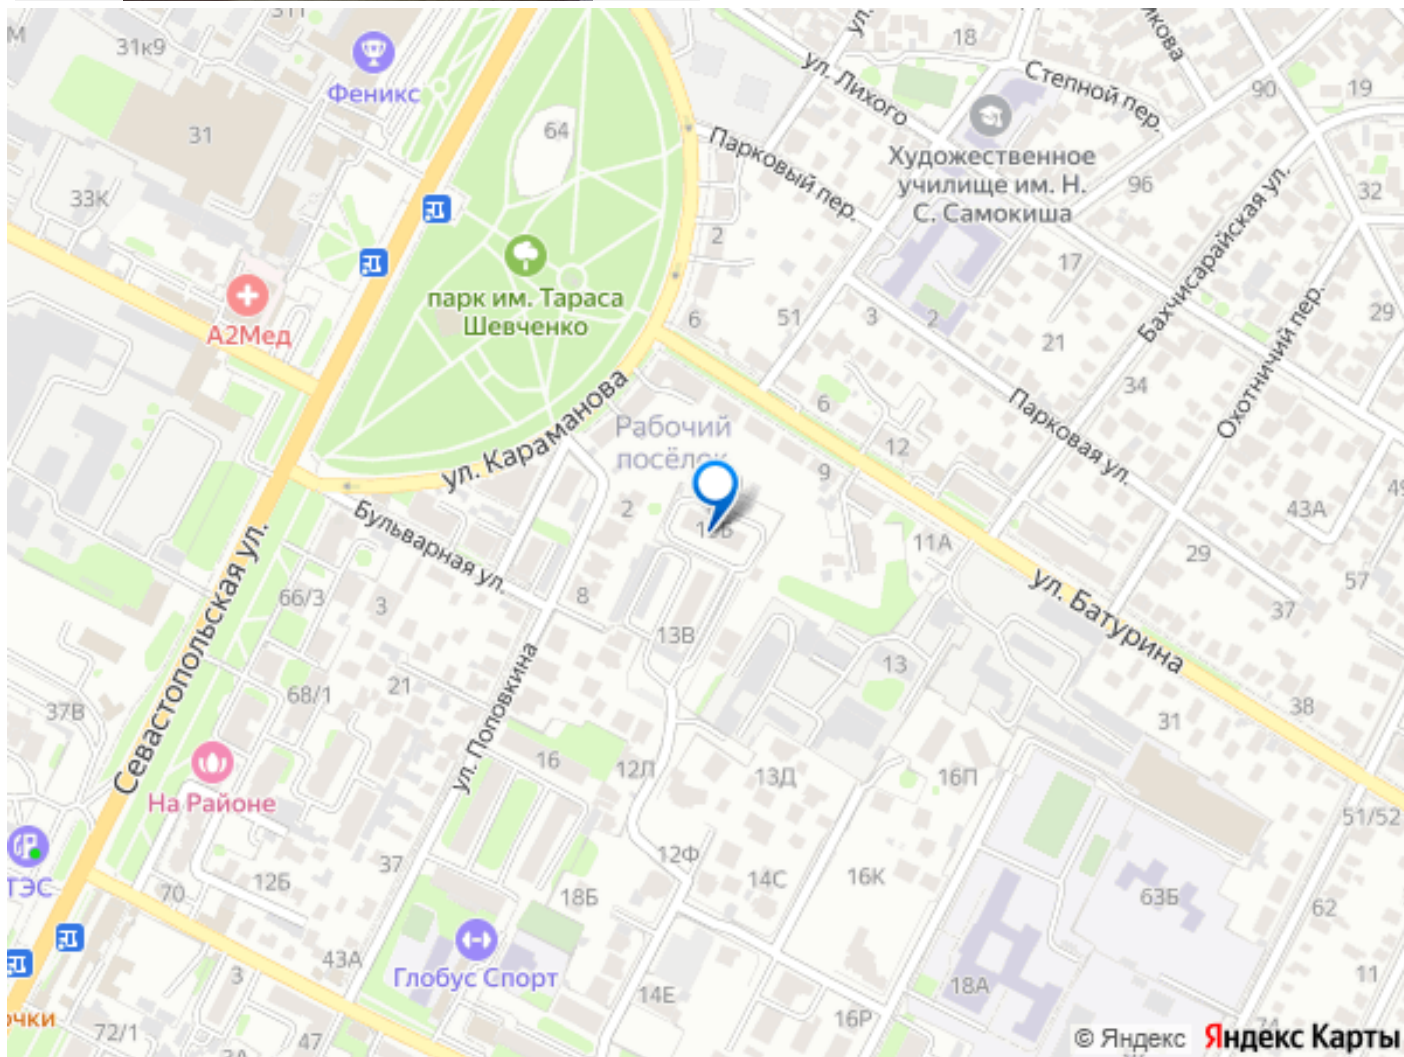 31к9
Феникс
31
33К
64
18
ул. Лихого
Степной пер.
90
19
Парковый пер.
Художественное
училище им. Н.
С. Самокиша
96
32
2
17
Бахчисарайская ул.
парк им. Тараса
Шевченко
А2Мед
6
51
3
2
21
29
Охотничий пер.
34
ул. Караманова
Рабочий
6
12
Парковая ул.
9
2
43А
Бульварная ул.
11А
29
57
Севастопольская ул.
66/3
3
8
13В
ул. Батурина
37
13
21
68/1
37В
ул. Поповкина
38
31
На Районе
16
12Л
13Д
16П
51/52
ТЭС
37
12Ф
70
12Б
18Б
14С
16К
63Б
62
43А
Глобус Спорт
3
14Е
18А
11
16Р
72/1
47
© Яндекс
Яндекс Карты